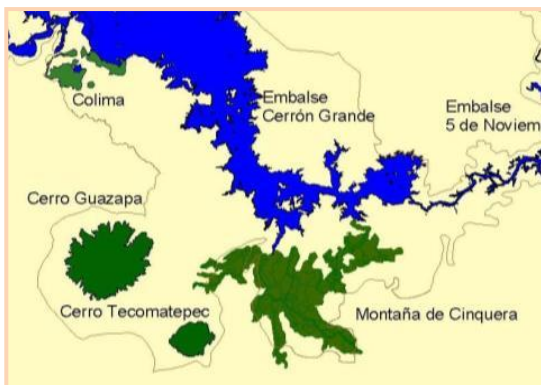 Colima
Embalse
Cerrón Grande
Embalse
5 de Noviem
Cerro Guazapa
Cerro Tecomatepec
Montaña de Cinquera